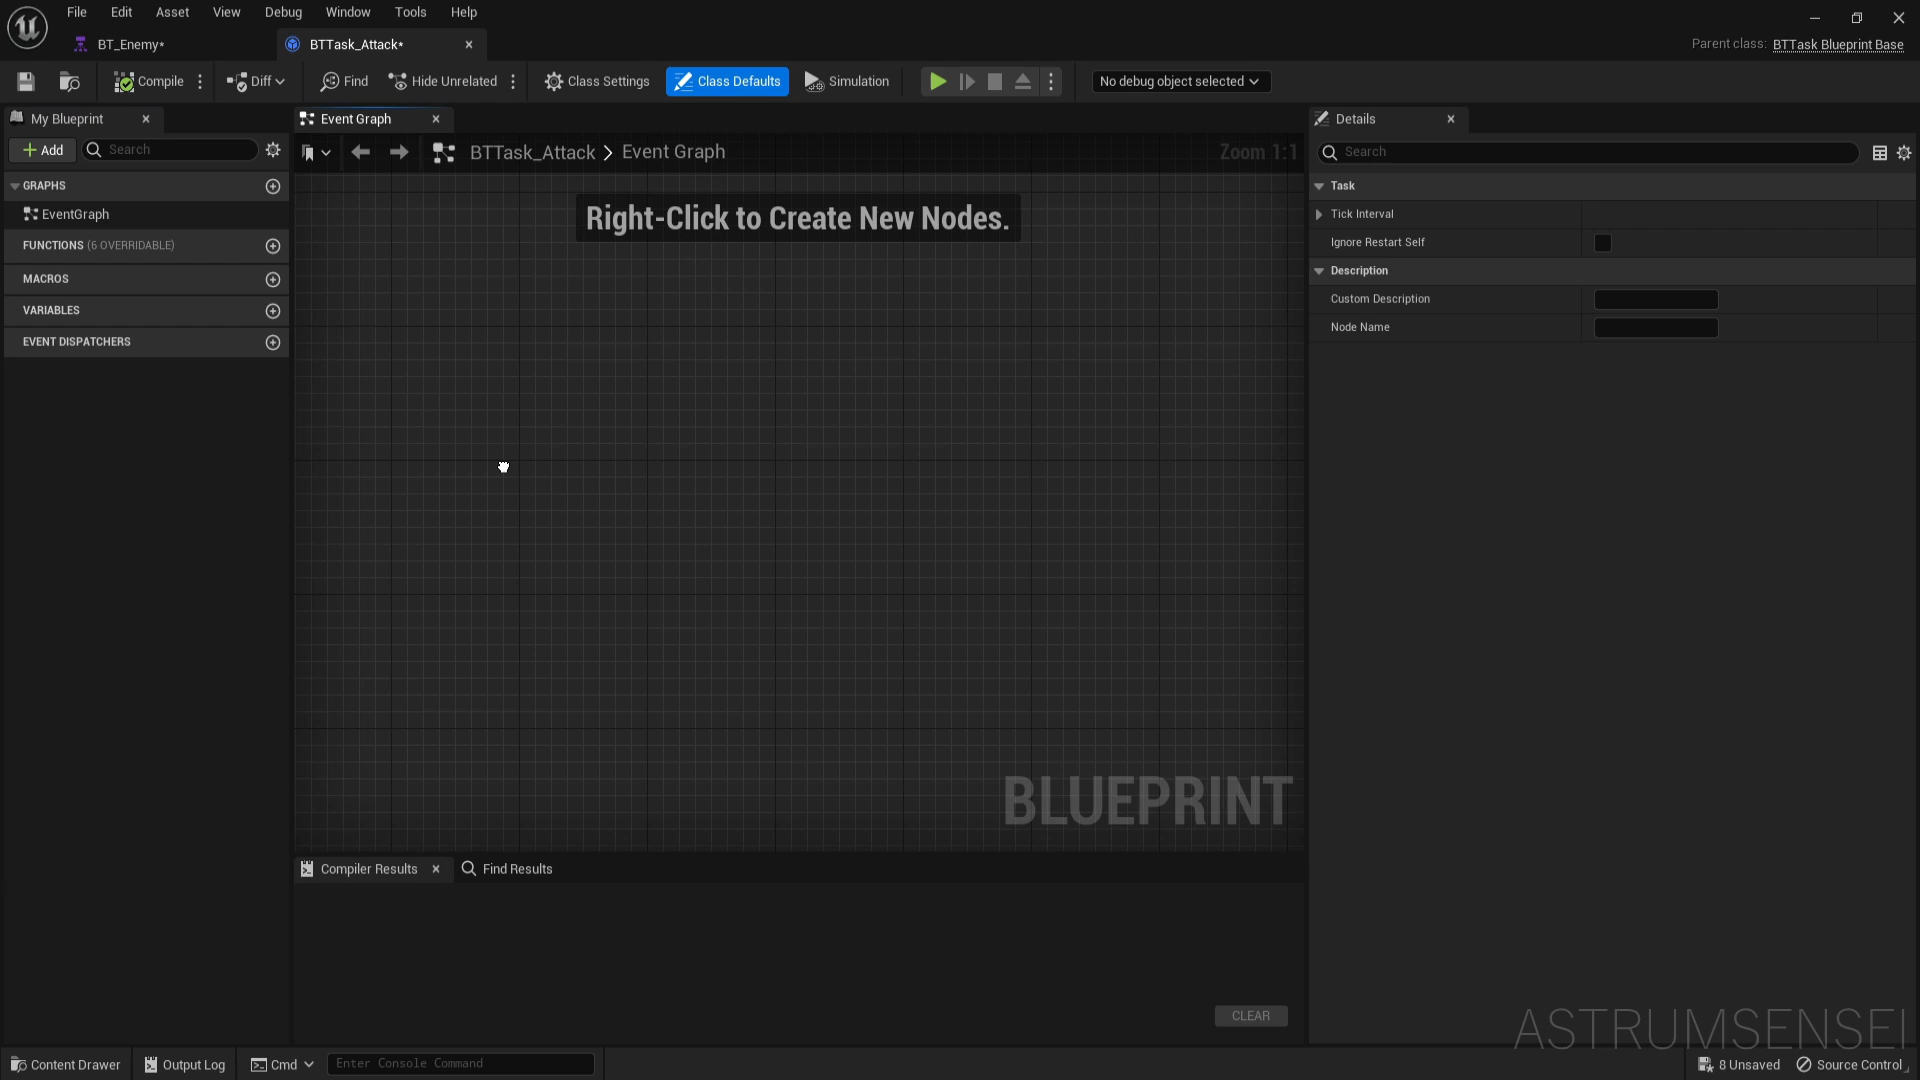 File Edit Asset View Debug Window Tools Help
BT_Enemy*
BTTask_Attack*
Parent class: BTTask Blueprint Base
Compile
Diff
Find
Hide Unrelated
Class Settings
Class Defaults
Simulation
No debug object selected
My Blueprint
Event Graph
Details
Add
Search
BTTask_Attack > Event Graph
Zoom 1:1
Search
GRAPHS
EventGraph
FUNCTIONS (6 OVERRIDABLE)
MACROS
VARIABLES
EVENT DISPATCHERS
Right-Click to Create New Nodes.
BLUEPRINT
Task
Tick Interval
Ignore Restart Self
Description
Custom Description
Node Name
Compiler Results
Find Results
CLEAR
ASTRUMSENSEI
Content Drawer
Output Log
Cmd
Enter Console Command
8 Unsaved
Source Control